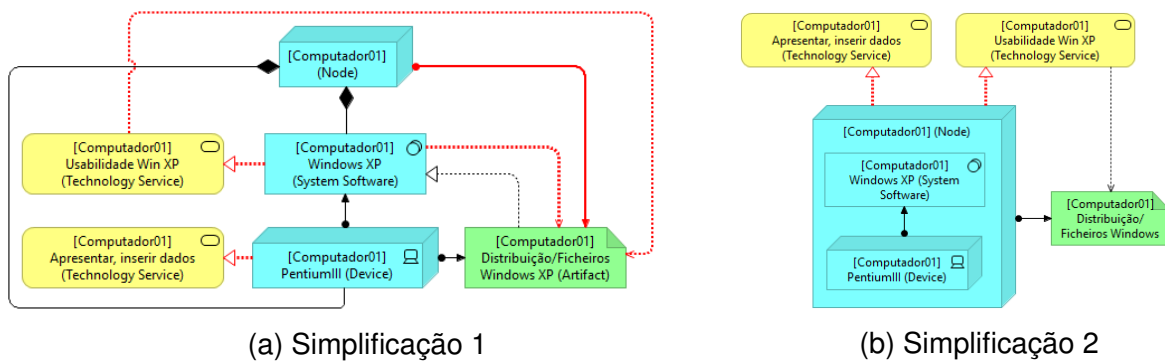 [Computador01]
(Node)
[Computador01]
Usabilidade Win XP
(Technology Service)
[Computador01]
Windows XP
(System Software)
[Computador01]
Apresentar, inserir dados
(Technology Service)
[Computador01]
PentiumIII (Device)
[Computador01]
Distribuição/Ficheiros
Windows XP (Artifact)
(a) Simplificação 1
[Computador01]
Apresentar, inserir dados
(Technology Service)
[Computador01]
Usabilidade Win XP
(Technology Service)
[Computador01] (Node)
[Computador01]
Windows XP (System
Software)
[Computador01]
PentiumIII (Device)
[Computador01]
Distribuição/
Ficheiros Windows
(b) Simplificação 2